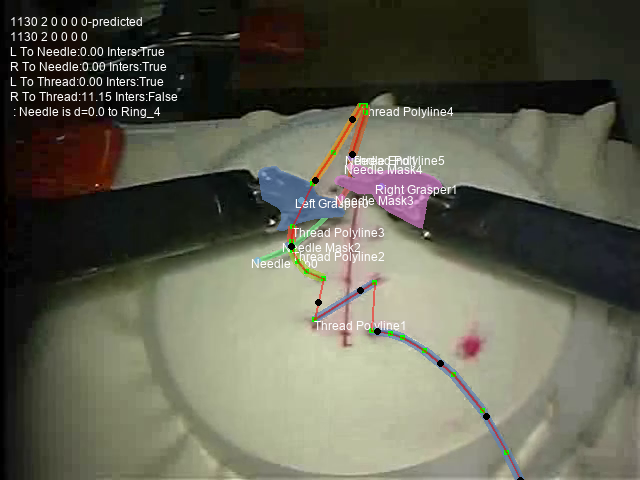 1130 2 0 0 0 0-predicted
1130 2 0 0 0 0
L To Needle:0.00 Inters:True
R To Needle:0.00 Inters:True
L To Thread:0.00 Inters:True
R To Thread:11.15 Inters:False
: Needle is d=0.0 to Ring_4
Thread Polyline4
Needle Mask4
Right Grasper1
Needle Mask3
Left Grasper0
Thread Polyline3
Needle Mask2
Thread Polyline2
Needle
Thread Polyline1